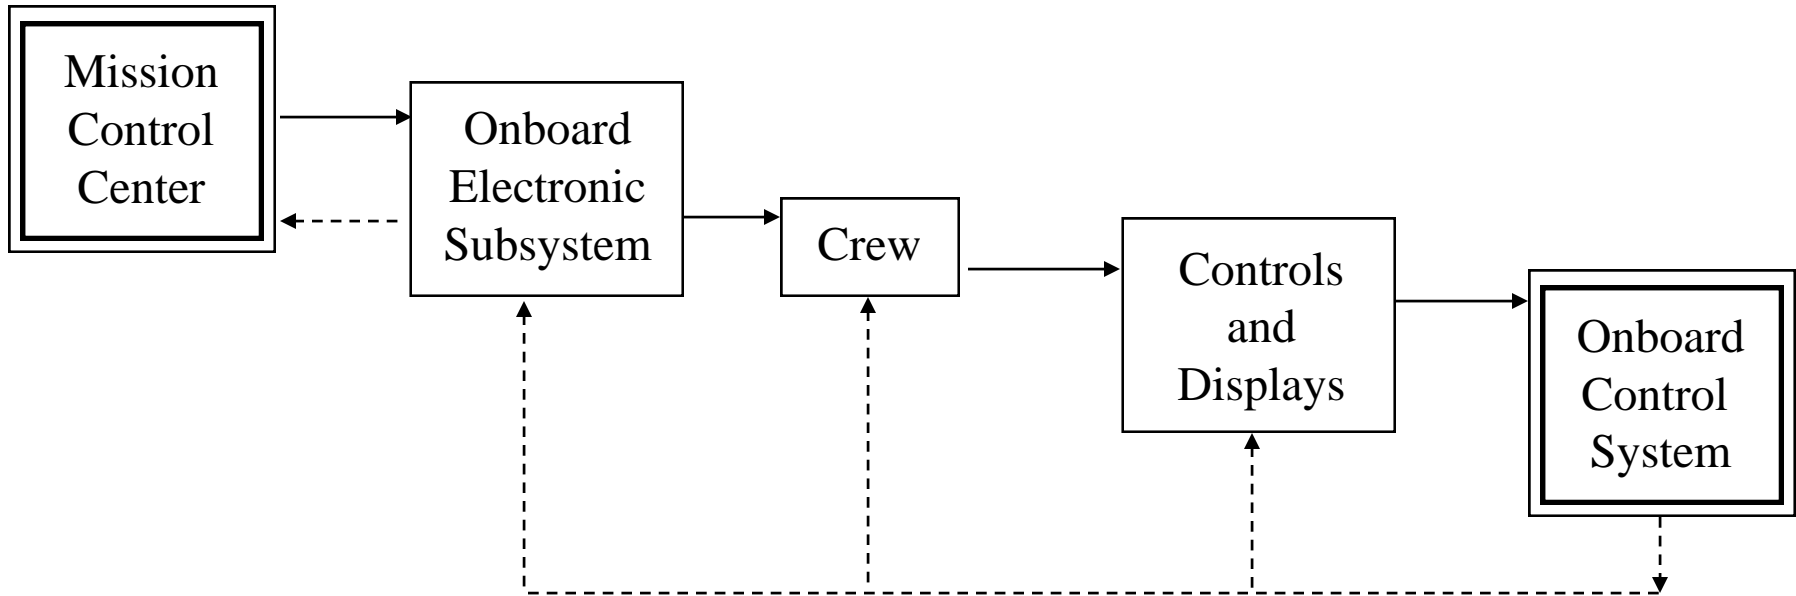 Mission
Control
Center
Onboard
Electronic
Subsystem
Crew
Controls
and
Displays
Onboard
Control
System